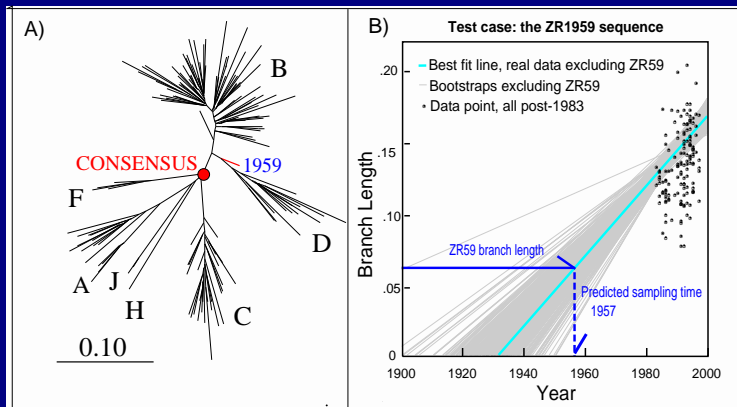 A)
B
CONSENSUS
1959
F
D
A
J
H
C
0.10
B)
Test case: the ZR1959 sequence
Best fit line, real data excluding ZR59
Bootstraps excluding ZR59
Data point, all post-1983
Branch Length
.20
.15
.10
.05
0
ZR59 branch length
Predicted sampling time
1957
1900 1920 1940 1960 1980 2000
Year